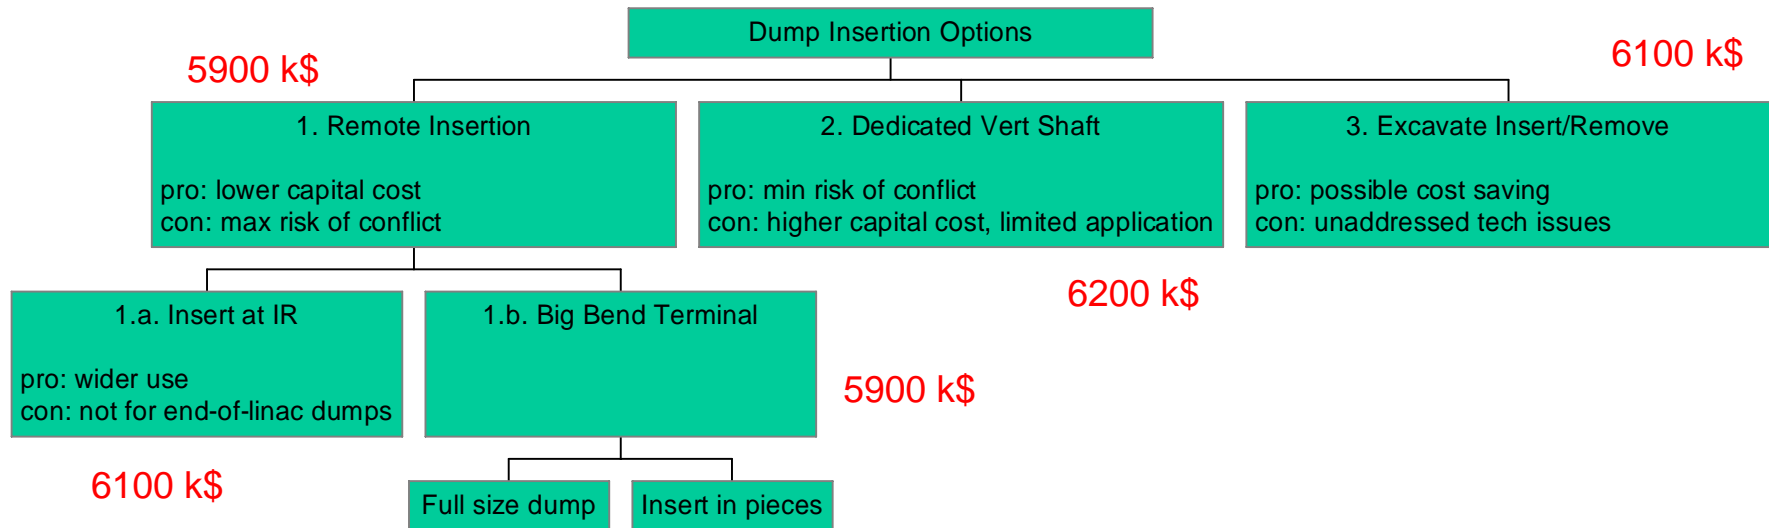 Dump Insertion Options
5900 k$
6100 k$
1. Remote Insertion
pro: lower capital cost
con: max risk of conflict
2. Dedicated Vert Shaft
pro: min risk of conflict
con: higher capital cost, limited application
3. Excavate Insert/Remove
pro: possible cost saving
con: unaddressed tech issues
6200 k$
1.a. Insert at IR
pro: wider use
con: not for end-of-linac dumps
1.b. Big Bend Terminal
5900 k$
6100 k$
Full size dump
Insert in pieces